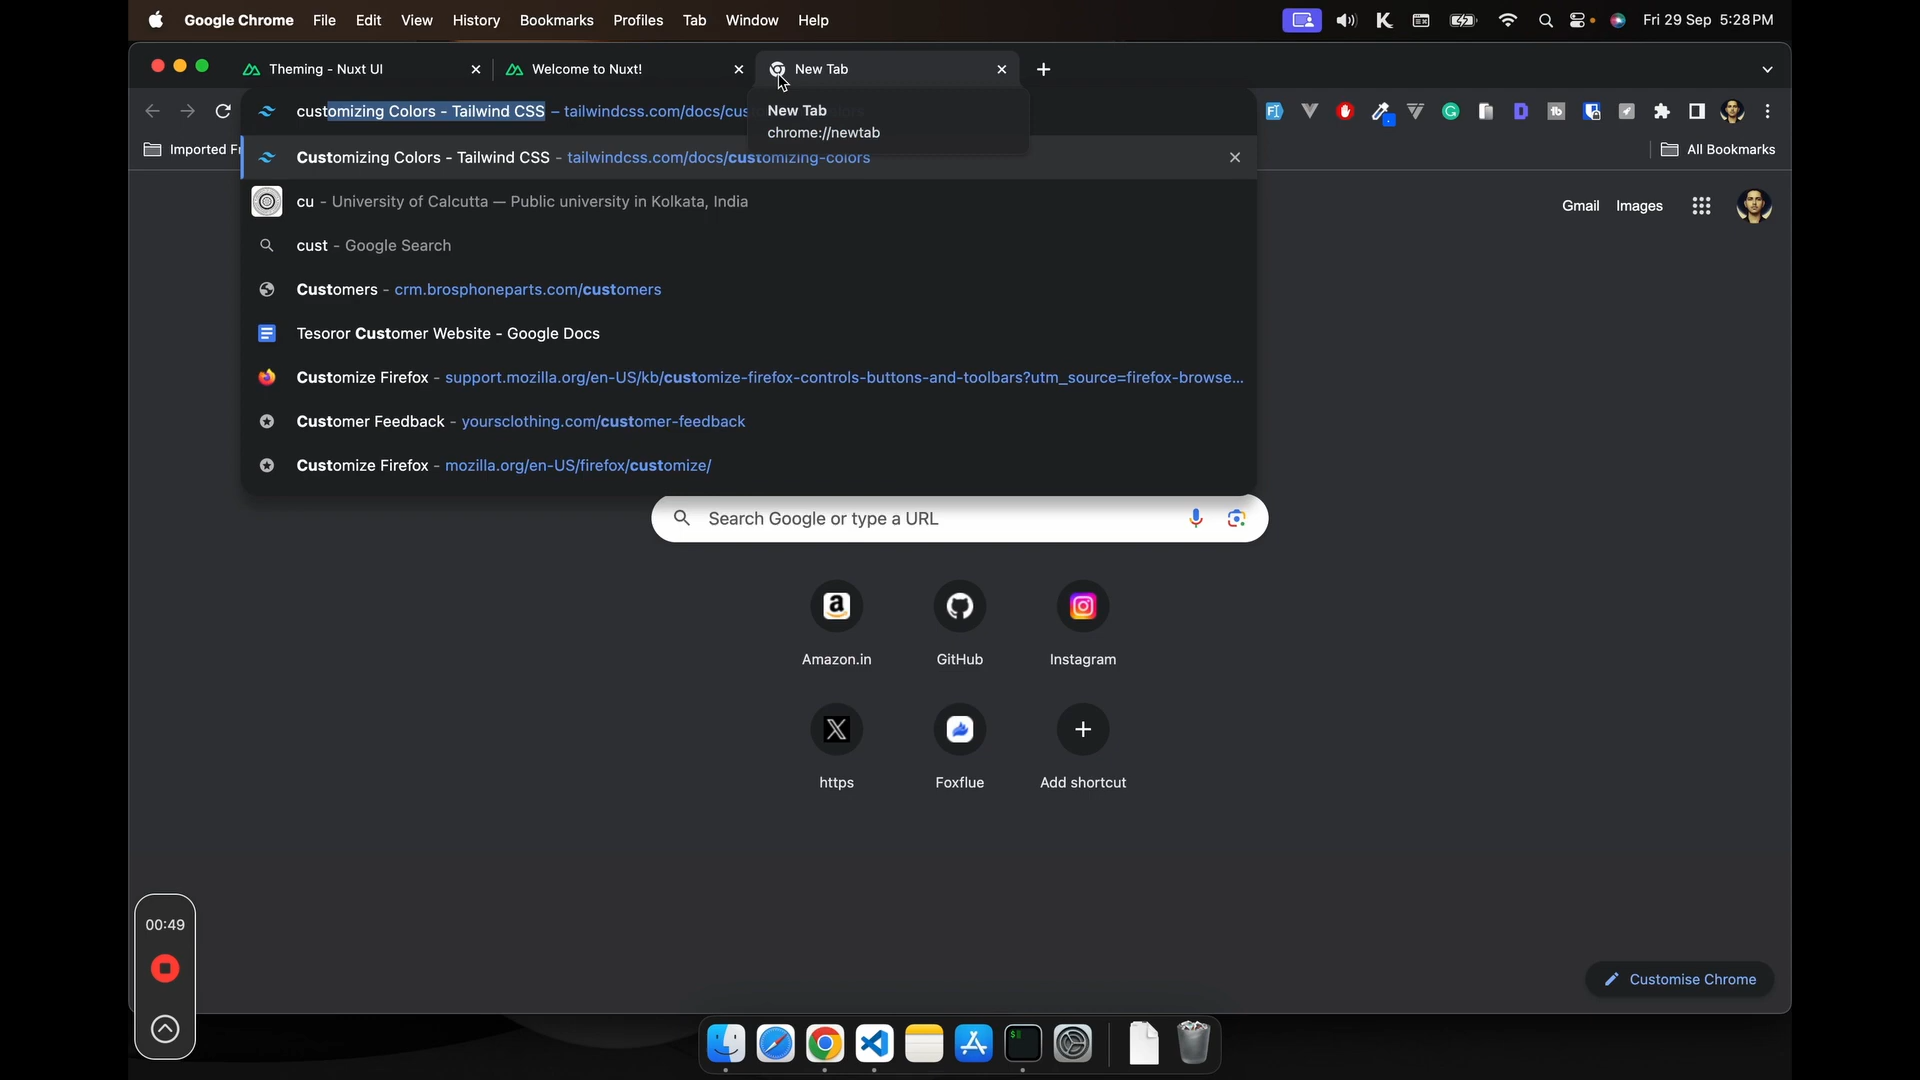 Google Chrome File Edit View History Bookmarks Profiles Tab Window Help Fri 29 Sep 5:28 PM
Theming - Nuxt UI Welcome to Nuxt! New Tab
customizing Colors - Tailwind CSS – tailwindcss.com/docs/cus
New Tab
chrome://newtab
Imported Fr
All Bookmarks
Customizing Colors - Tailwind CSS - tailwindcss.com/docs/customizing-colors
cu - University of Calcutta — Public university in Kolkata, India
Gmail Images
cust - Google Search
Customers - crm.brosphoneparts.com/customers
Tesoror Customer Website - Google Docs
Customize Firefox - support.mozilla.org/en-US/kb/customize-firefox-controls-buttons-and-toolbars?utm_source=firefox-browse...
Customer Feedback - yoursclothing.com/customer-feedback
Customize Firefox - mozilla.org/en-US/firefox/customize/
Search Google or type a URL
Amazon.in GitHub Instagram
https Foxflue Add shortcut
00:49
Customise Chrome